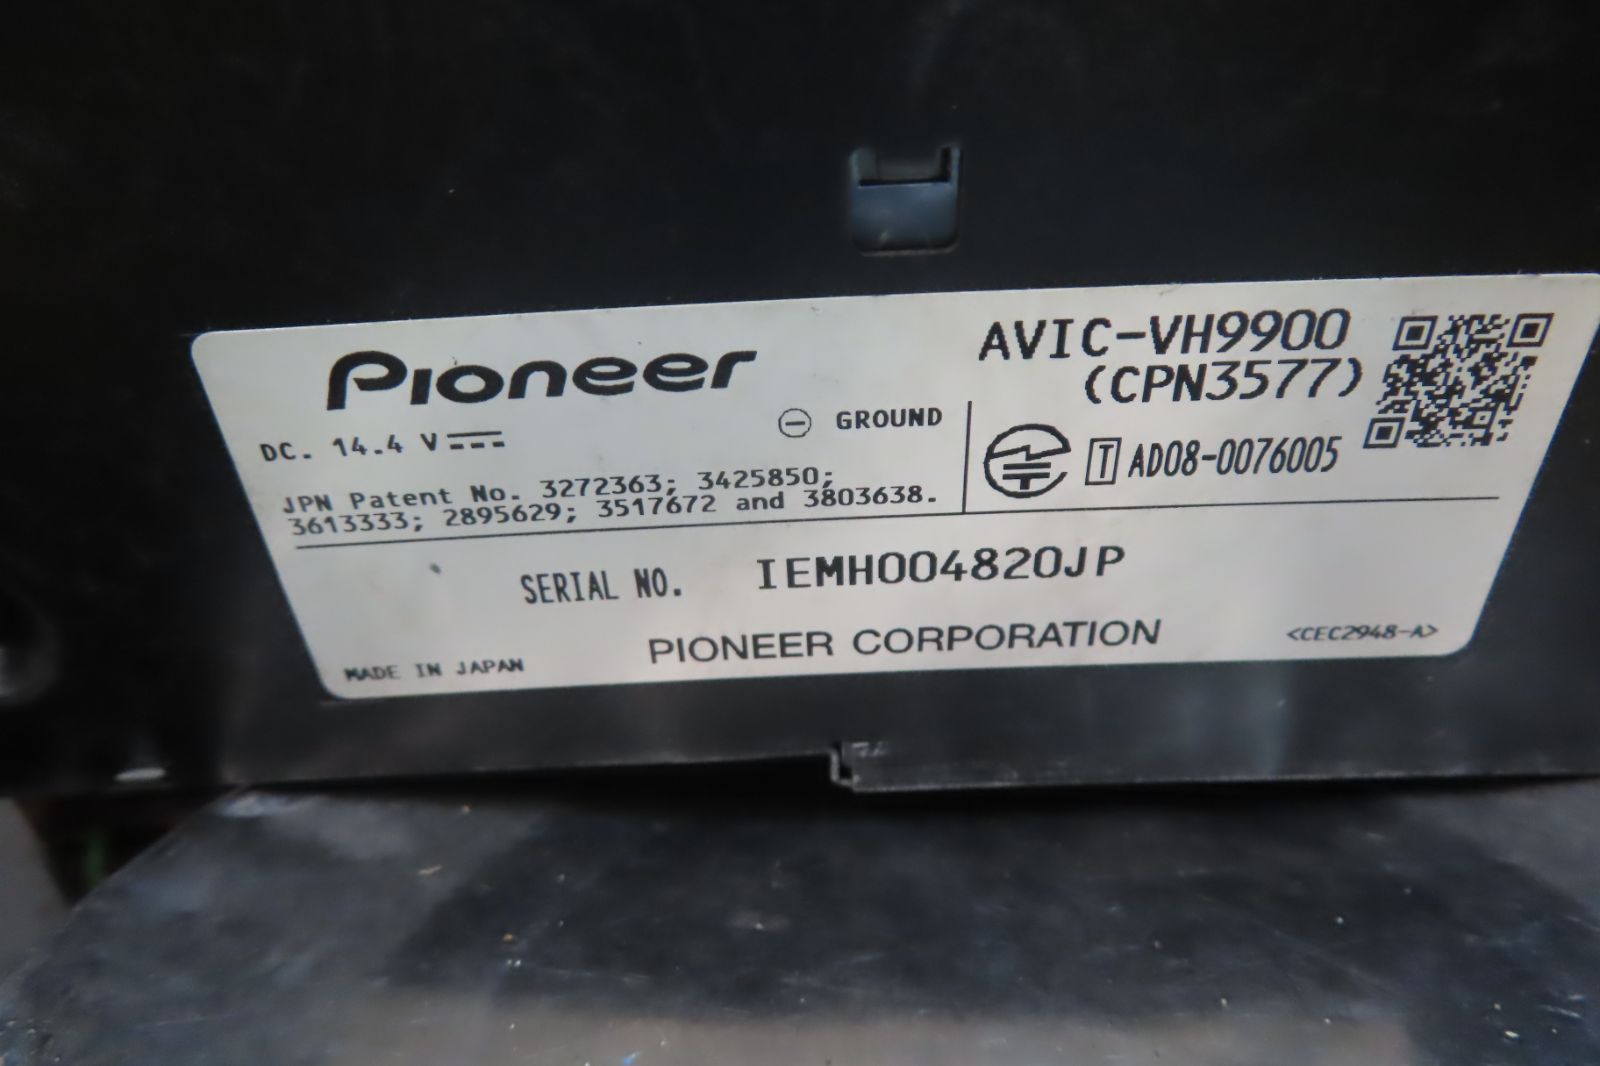 Pioneer
AVIC-VH9900
(CPN3577)
DC. 14.4 V
GROUND
T AD08-0076005
JPN Patent No. 3272363; 3425850;
3613333; 2895629; 3517672 and 3803638.
SERIAL NO. IEMH004820JP
PIONEER CORPORATION
<CEC2948-A>
MADE IN JAPAN